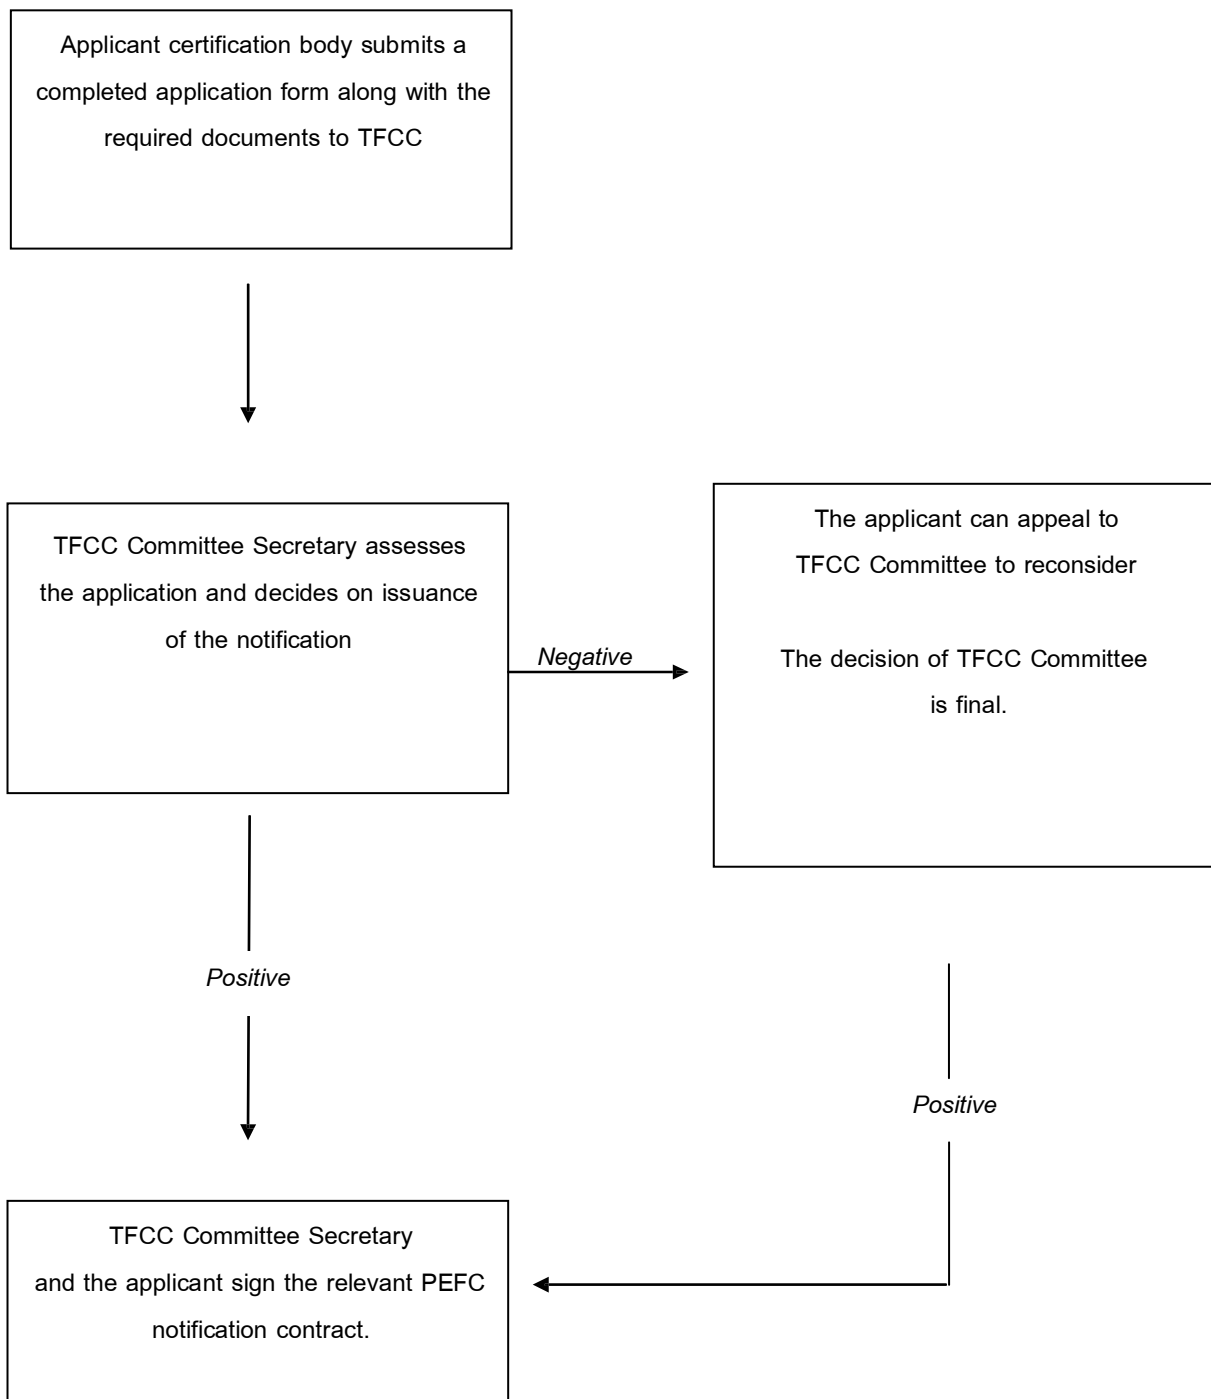 Applicant certification body submits a
completed application form along with the
required documents to TFCC
TFCC Committee Secretary assesses
the application and decides on issuance
of the notification
Negative
The applicant can appeal to
TFCC Committee to reconsider
The decision of TFCC Committee
is final.
Positive
Positive
TFCC Committee Secretary
and the applicant sign the relevant PEFC
notification contract.